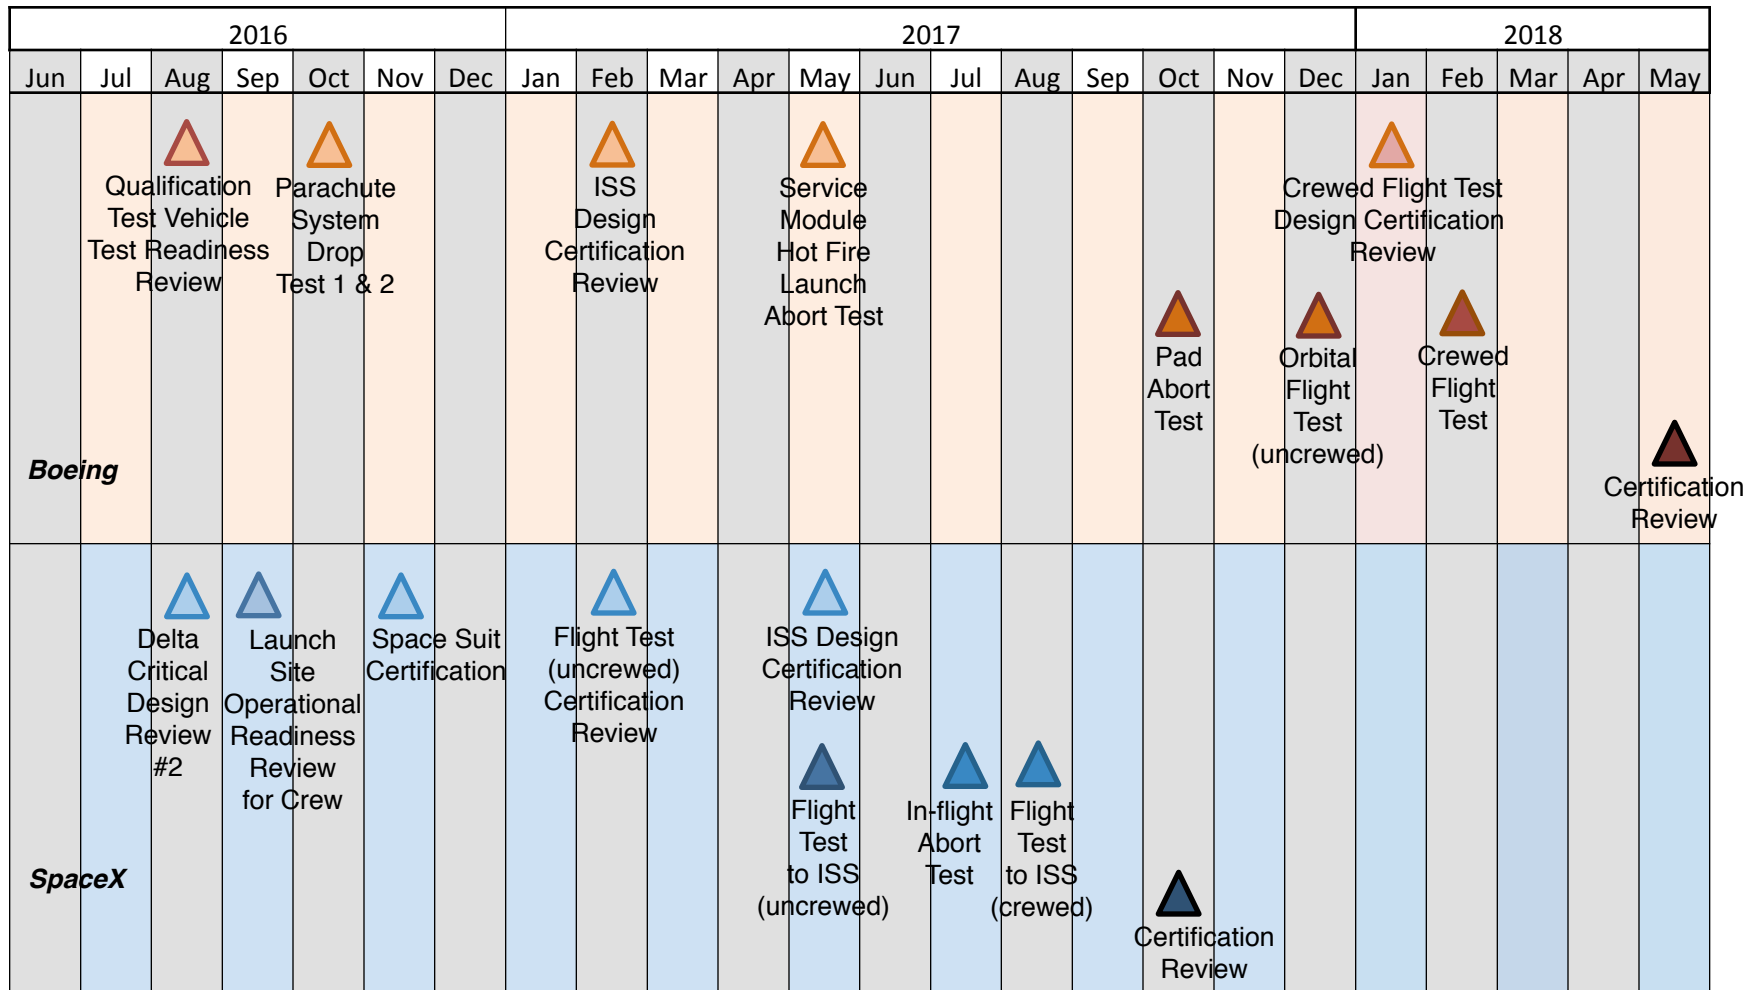 2016 2017 2018
Jun Jul Aug Sep Oct Nov Dec Jan Feb Mar Apr May Jun Jul Aug Sep Oct Nov Dec Jan Feb Mar Apr May
Qualification
Test Vehicle
Test Readiness
Review
Parachute
System
Drop
Test 1 & 2
ISS
Design
Certification
Review
Service
Module
Hot Fire
Launch
Abort Test
Crewed Flight Test
Design Certification
Review
Pad
Abort
Test
Orbital
Flight
Test
(uncrewed)
Crewed
Flight
Test
Boeing
Certification
Review
Delta
Critical
Design
Review
#2
Launch
Site
Operational
Readiness
Review
for Crew
Space Suit
Certification
Flight Test
(uncrewed)
Certification
Review
ISS Design
Certification
Review
Flight
Test
to ISS
(uncrewed)
In-flight
Abort
Test
Flight
Test
to ISS
(crewed)
SpaceX
Certification
Review